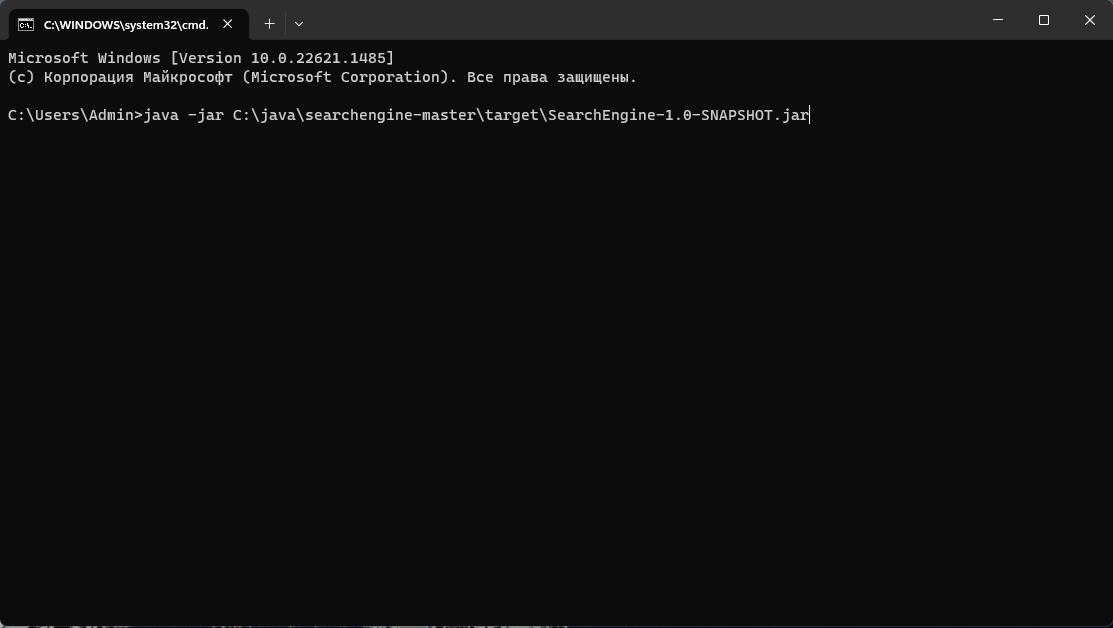 C:\WINDOWS\system32\cmd.
Microsoft Windows [Version 10.0.22621.1485]
(c) Корпорация Майкрософт (Microsoft Corporation). Все права защищены.
C:\Users\Admin>java -jar C:\java\searchengine-master\target\SearchEngine-1.0-SNAPSHOT.jar